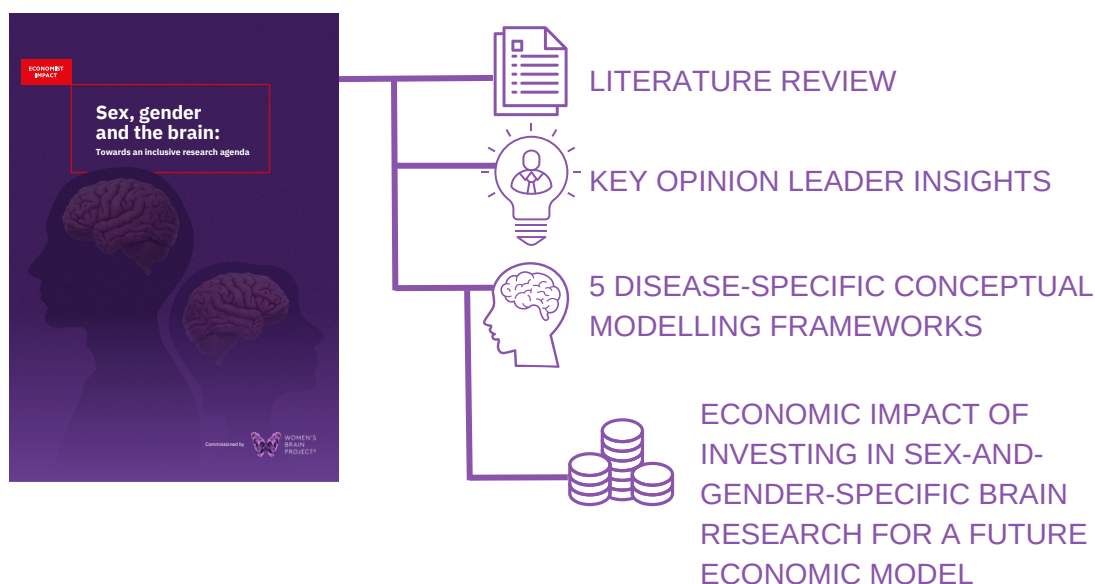 ECONOMIST
IMPACT
Sex, gender
and the brain:
Towards an inclusive research agenda
Commissioned by
WOMEN'S
BRAIN
PROJECT®
LITERATURE REVIEW
KEY OPINION LEADER INSIGHTS
5 DISEASE-SPECIFIC CONCEPTUAL
MODELLING FRAMEWORKS
ECONOMIC IMPACT OF
INVESTING IN SEX-AND-
GENDER-SPECIFIC BRAIN
RESEARCH FOR A FUTURE
ECONOMIC MODEL